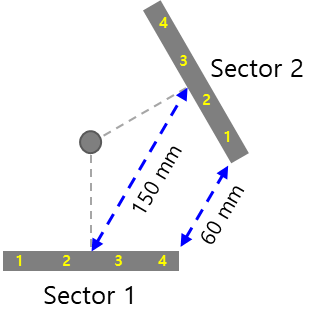 4
3
Sector 2
2
1
150 mm
60 mm
1 2 3 4
Sector 1